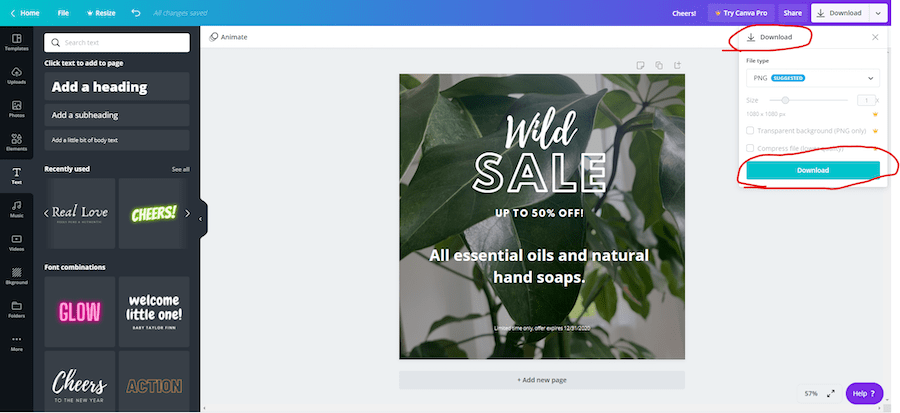 Home
File
Resize
All changes saved
Cheers!
Try Canva Pro
Share
Download
Templates
Uploads
Photos
Elements
Text
Music
Videos
Bkground
Folders
More
Search text
Click text to add to page
Add a heading
Add a subheading
Add a little bit of body text
Recently used
See all
Real Love
CHEERS!
Font combinations
GLOW
welcome
little one!
BABY TAYLOR FINN
Cheers
TO THE NEW YEAR
ACTION
Animate
Wild
SALE
UP TO 50% OFF!
All essential oils and natural
hand soaps.
Limited time only, offer expires 12/31/2020
+ Add new page
Download
File type
PNG SUGGESTED
Size
1
1080 x 1080 px
Transparent background (PNG only)
Compress file (lower quality)
Download
57%
Help ?